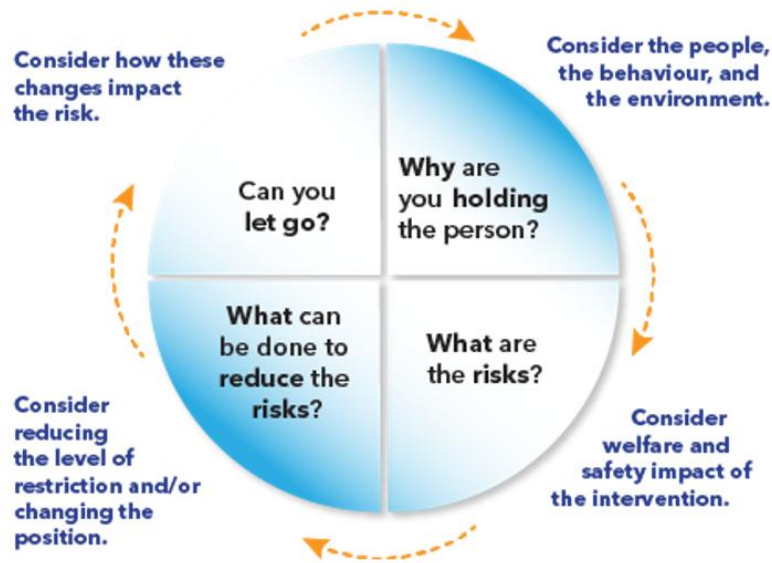 Consider how these
changes impact
the risk.
Consider the people,
the behaviour, and
the environment.
Can you
let go?
Why are
you holding
the person?
What can
be done to
reduce the
risks?
What are
the risks?
Consider
reducing
the level of
restriction and/or
changing the
position.
Consider
welfare and
safety impact of
the intervention.